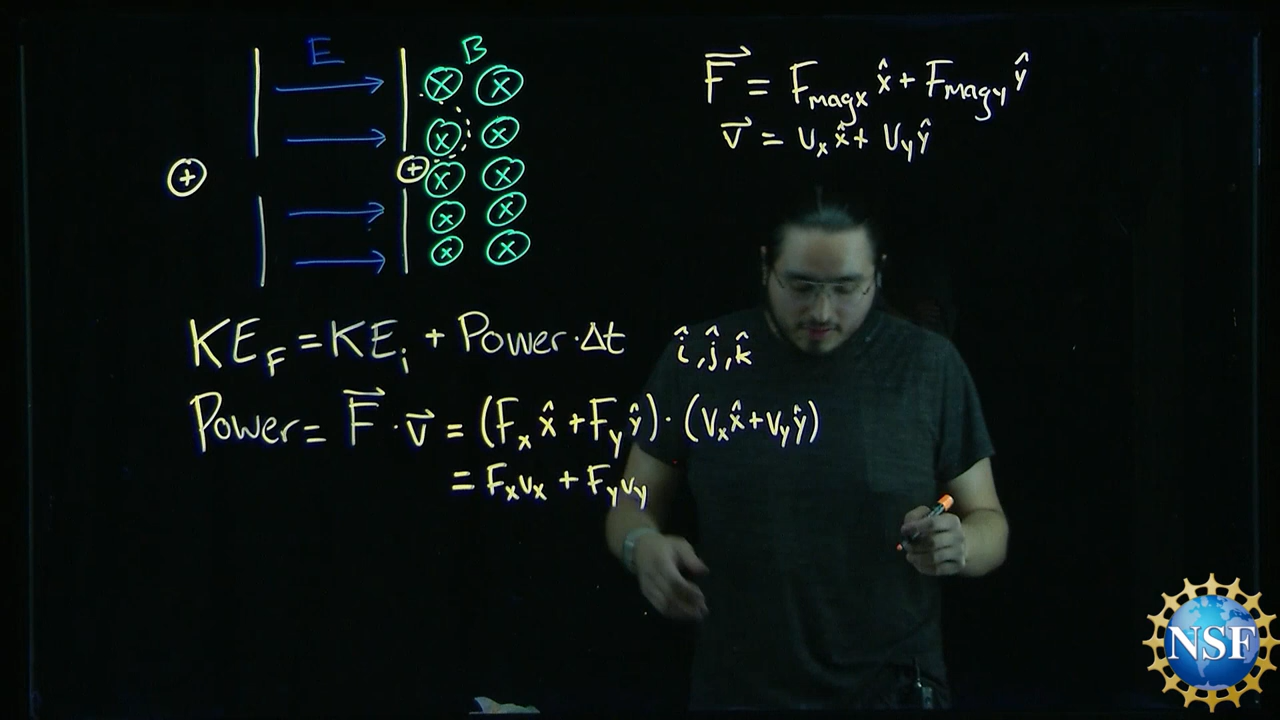 E B
F⃗ = F_magx x̂ + F_magy ŷ
v⃗ = v_x x̂ + v_y ŷ
⊗ ⊗
⊗ ⊗
⊕ ⊕ ⊗ ⊗
⊗ ⊗
⊗ ⊗
KE_F = KE_i + Power · Δt î, ĵ, k̂
Power = F⃗ · v⃗ = (F_x x̂ + F_y ŷ) · (v_x x̂ + v_y ŷ)
= F_x v_x + F_y v_y
NSF